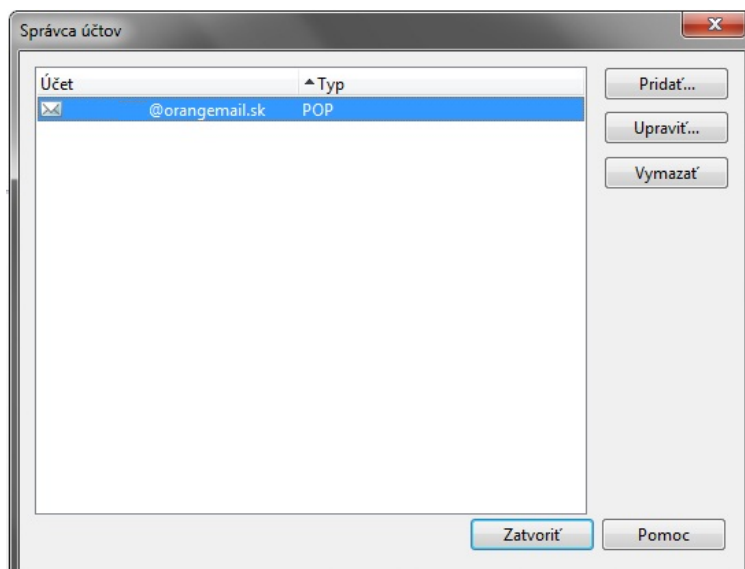 Správca účtov
Účet Typ
@orangemail.sk POP
Pridať...
Upraviť...
Vymazať
Zatvoriť Pomoc